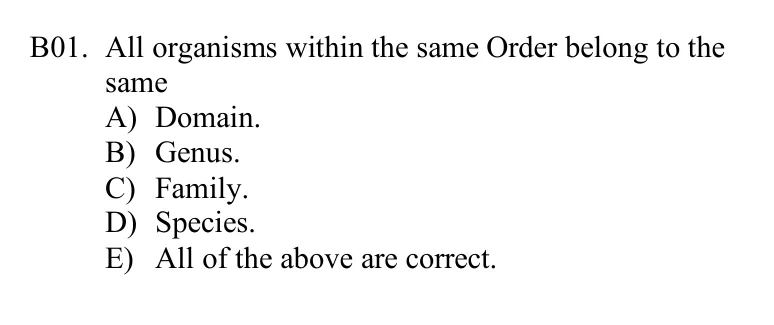 B01. All organisms within the same Order belong to the
same
A) Domain.
B) Genus.
C) Family.
D) Species.
E) All of the above are correct.